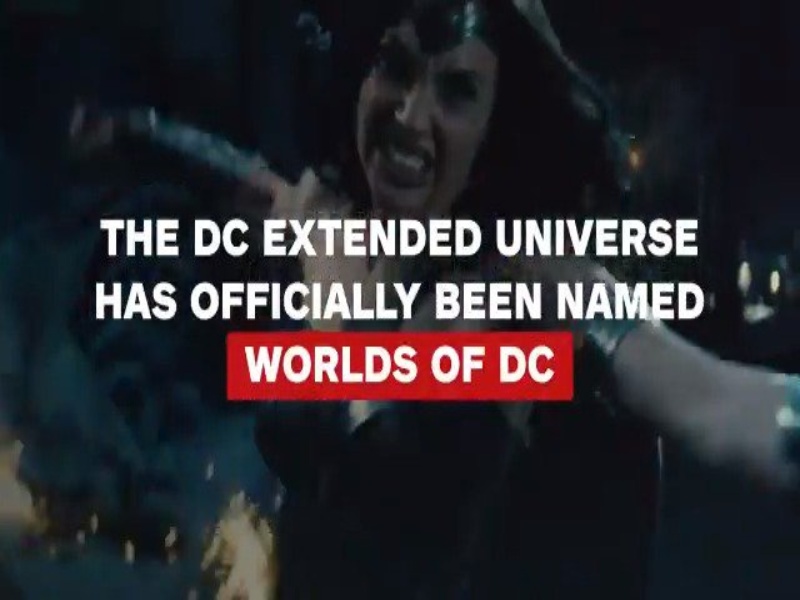 THE DC EXTENDED UNIVERSE
HAS OFFICIALLY BEEN NAMED
WORLDS OF DC